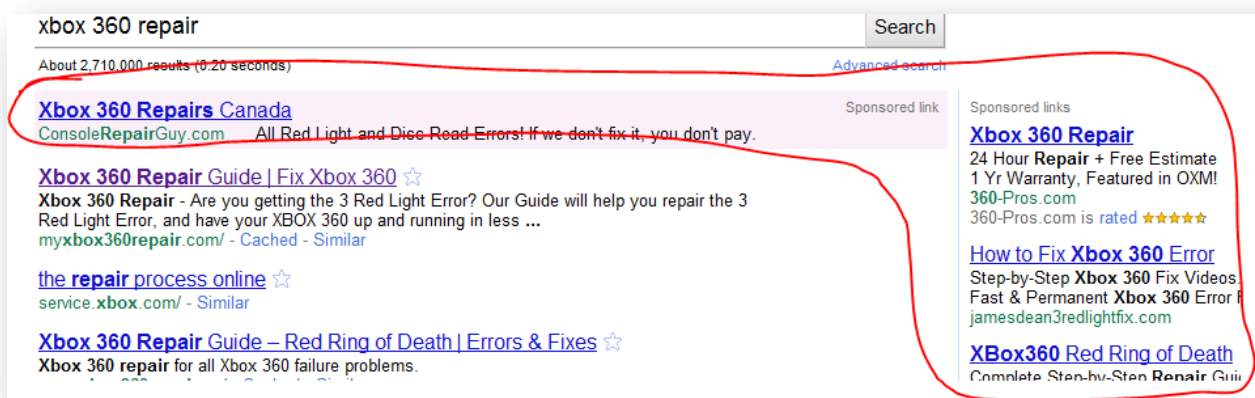 xbox 360 repair
Search
About 2,710,000 results (0.20 seconds)
Advanced search
Xbox 360 Repairs Canada
Sponsored link
ConsoleRepairGuy.com All Red Light and Disc Read Errors! If we don't fix it, you don't pay.
Xbox 360 Repair Guide | Fix Xbox 360
Xbox 360 Repair - Are you getting the 3 Red Light Error? Our Guide will help you repair the 3
Red Light Error, and have your XBOX 360 up and running in less ...
myxbox360repair.com/ - Cached - Similar
the repair process online
service.xbox.com/ - Similar
Xbox 360 Repair Guide – Red Ring of Death | Errors & Fixes
Xbox 360 repair for all Xbox 360 failure problems.
Sponsored links
Xbox 360 Repair
24 Hour Repair + Free Estimate
1 Yr Warranty, Featured in OXM!
360-Pros.com
360-Pros.com is rated
How to Fix Xbox 360 Error
Step-by-Step Xbox 360 Fix Videos.
Fast & Permanent Xbox 360 Error
jamesdean3redlightfix.com
XBox360 Red Ring of Death
Complete Step-by-Step Repair